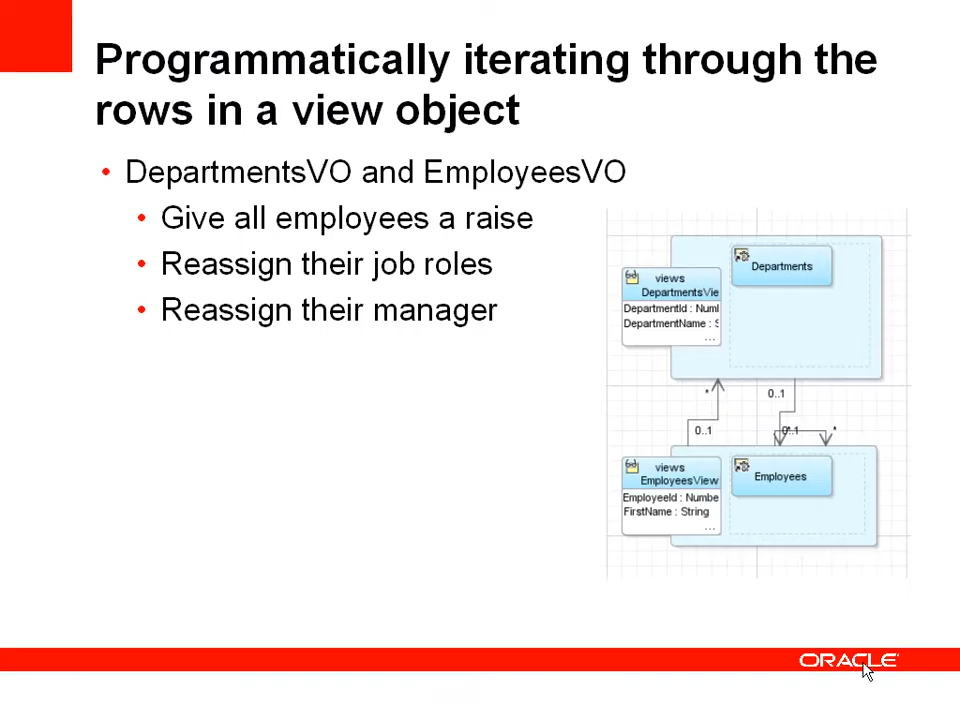 Programmatically iterating through the
rows in a view object
• DepartmentsVO and EmployeesVO
• Give all employees a raise
• Reassign their job roles
• Reassign their manager
Departments
views
DepartmentsVie
DepartmentId : Num
DepartmentName : S
...
*
0..1
0..1
0..1
*
views
EmployeesView
EmployeeId : Numbe
FirstName : String
...
Employees
ORACLE